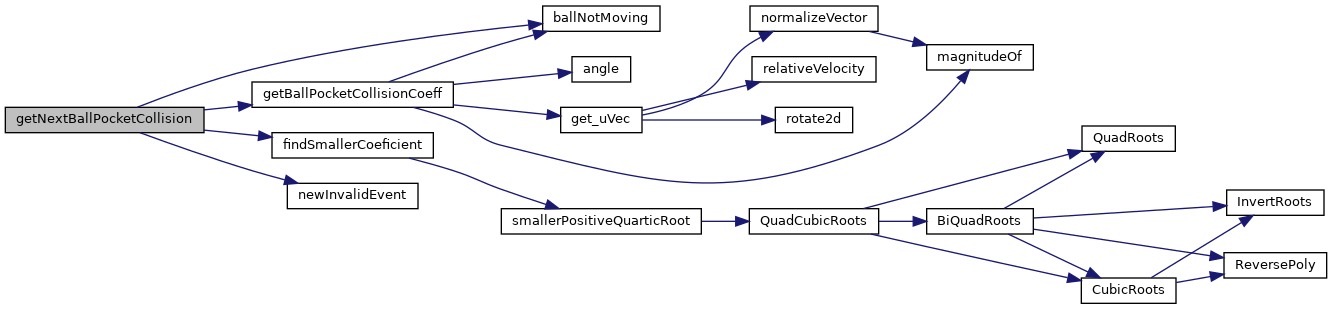 getNextBallPocketCollision
getBallPocketCollisionCoeff
findSmallerCoeficient
newInvalidEvent
ballNotMoving
angle
get_uVec
smallerPositiveQuarticRoot
normalizeVector
relativeVelocity
rotate2d
QuadCubicRoots
magnitudeOf
BiQuadRoots
QuadRoots
CubicRoots
InvertRoots
ReversePoly